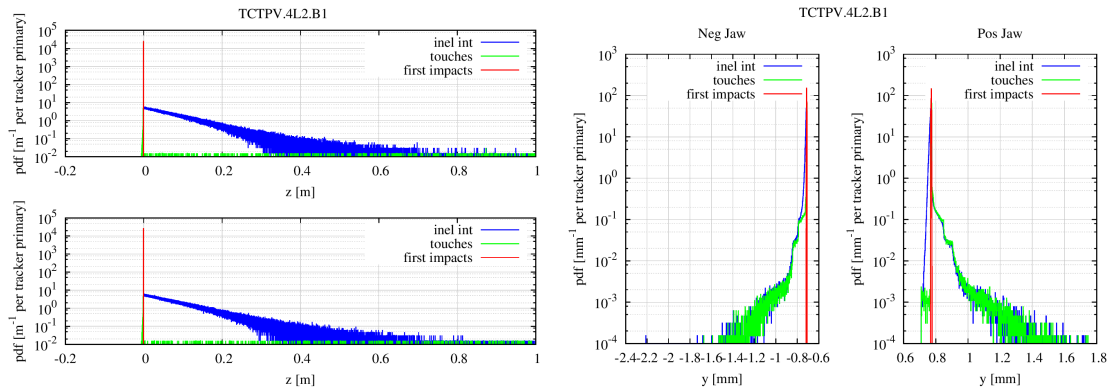 TCTPV.4L2.B1
pdf [m-1 per tracker primary]
10^5
10^4
10^3
10^2
10^1
10^0
10^-1
10^-2
inel int
touches
first impacts
-0.2 0 0.2 0.4 0.6 0.8 1
z [m]
pdf [m-1 per tracker primary]
10^5
10^4
10^3
10^2
10^1
10^0
10^-1
10^-2
inel int
touches
first impacts
-0.2 0 0.2 0.4 0.6 0.8 1
z [m]
TCTPV.4L2.B1
Neg Jaw
pdf [mm-1 per tracker primary]
10^3
10^2
10^1
10^0
10^-1
10^-2
10^-3
10^-4
inel int
touches
first impacts
-2.4 -2.2 -2 -1.8 -1.6 -1.4 -1.2 -1 -0.8 -0.6
y [mm]
Pos Jaw
pdf [mm-1 per tracker primary]
10^3
10^2
10^1
10^0
10^-1
10^-2
10^-3
10^-4
inel int
touches
first impacts
0.6 0.8 1 1.2 1.4 1.6 1.8
y [mm]